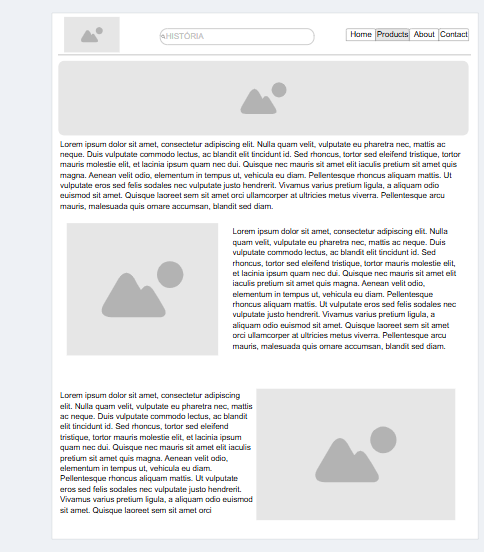 HISTÓRIA
Home Products About Contact
Lorem ipsum dolor sit amet, consectetur adipiscing elit. Nulla quam velit, vulputate eu pharetra nec, mattis ac
neque. Duis vulputate commodo lectus, ac blandit elit tincidunt id. Sed rhoncus, tortor sed eleifend tristique, tortor
mauris molestie elit, et lacinia ipsum quam nec dui. Quisque nec mauris sit amet elit iaculis pretium sit amet quis
magna. Aenean velit odio, elementum in tempus ut, vehicula eu diam. Pellentesque rhoncus aliquam mattis. Ut
vulputate eros sed felis sodales nec vulputate justo hendrerit. Vivamus varius pretium ligula, a aliquam odio
euismod sit amet. Quisque laoreet sem sit amet orci ullamcorper at ultricies metus viverra. Pellentesque arcu
mauris, malesuada quis ornare accumsan, blandit sed diam.
Lorem ipsum dolor sit amet, consectetur adipiscing elit. Nulla
quam velit, vulputate eu pharetra nec, mattis ac neque. Duis
vulputate commodo lectus, ac blandit elit tincidunt id. Sed
rhoncus, tortor sed eleifend tristique, tortor mauris molestie elit,
et lacinia ipsum quam nec dui. Quisque nec mauris sit amet elit
iaculis pretium sit amet quis magna. Aenean velit odio,
elementum in tempus ut, vehicula eu diam. Pellentesque
rhoncus aliquam mattis. Ut vulputate eros sed felis sodales nec
vulputate justo hendrerit. Vivamus varius pretium ligula, a
aliquam odio euismod sit amet. Quisque laoreet sem sit amet
orci ullamcorper at ultricies metus viverra. Pellentesque arcu
mauris, malesuada quis ornare accumsan, blandit sed diam.
Lorem ipsum dolor sit amet, consectetur adipiscing
elit. Nulla quam velit, vulputate eu pharetra nec, mattis
ac neque. Duis vulputate commodo lectus, ac blandit
elit tincidunt id. Sed rhoncus, tortor sed eleifend
tristique, tortor mauris molestie elit, et lacinia ipsum
quam nec dui. Quisque nec mauris sit amet elit iaculis
pretium sit amet quis magna. Aenean velit odio,
elementum in tempus ut, vehicula eu diam.
Pellentesque rhoncus aliquam mattis. Ut vulputate
eros sed felis sodales nec vulputate justo hendrerit.
Vivamus varius pretium ligula, a aliquam odio euismod
sit amet. Quisque laoreet sem sit amet orci